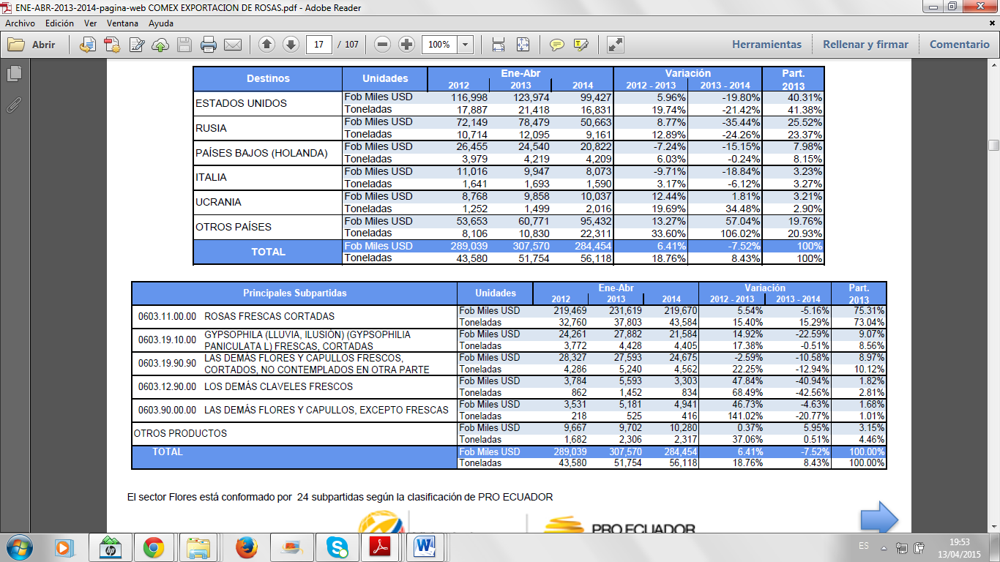 ENE-ABR-2013-2014-pagina-web COMEX EXPORTACION DE ROSAS.pdf - Adobe Reader
Archivo Edición Ver Ventana Ayuda
Abrir 17 / 107 100% Herramientas Rellenar y firmar Comentario
Destinos Unidades Ene-Abr Variación Part.
2012 2013 2014 2012 - 2013 2013 - 2014 2013
ESTADOS UNIDOS Fob Miles USD 116,998 123,974 99,427 5.96% -19.80% 40.31%
Toneladas 17,887 21,418 16,831 19.74% -21.42% 41.38%
RUSIA Fob Miles USD 72,149 78,479 50,663 8.77% -35.44% 25.52%
Toneladas 10,714 12,095 9,161 12.89% -24.26% 23.37%
PAÍSES BAJOS (HOLANDA) Fob Miles USD 26,455 24,540 20,822 -7.24% -15.15% 7.98%
Toneladas 3,979 4,219 4,209 6.03% -0.24% 8.15%
ITALIA Fob Miles USD 11,016 9,947 8,073 -9.71% -18.84% 3.23%
Toneladas 1,641 1,693 1,590 3.17% -6.12% 3.27%
UCRANIA Fob Miles USD 8,768 9,858 10,037 12.44% 1.81% 3.21%
Toneladas 1,252 1,499 2,016 19.69% 34.48% 2.90%
OTROS PAÍSES Fob Miles USD 53,653 60,771 95,432 13.27% 57.04% 19.76%
Toneladas 8,106 10,830 22,311 33.60% 106.02% 20.93%
TOTAL Fob Miles USD 289,039 307,570 284,454 6.41% -7.52% 100%
Toneladas 43,580 51,754 56,118 18.76% 8.43% 100%
Principales Subpartidas Unidades Ene-Abr Variación Part.
2012 2013 2014 2012 - 2013 2013 - 2014 2013
0603.11.00.00 ROSAS FRESCAS CORTADAS Fob Miles USD 219,469 231,619 219,670 5.54% -5.16% 75.31%
Toneladas 32,760 37,803 43,584 15.40% 15.29% 73.04%
0603.19.10.00 GYPSOPHILA (LLUVIA, ILUSIÓN) (GYPSOPHILIA Fob Miles USD 24,261 27,882 21,584 14.92% -22.59% 9.07%
PANICULATA L) FRESCAS, CORTADAS Toneladas 3,772 4,428 4,405 17.38% -0.51% 8.56%
0603.19.90.90 LAS DEMÁS FLORES Y CAPULLOS FRESCOS, Fob Miles USD 28,327 27,593 24,675 -2.59% -10.58% 8.97%
CORTADOS, NO CONTEMPLADOS EN OTRA PARTE Toneladas 4,286 5,240 4,562 22.25% -12.94% 10.12%
0603.12.90.00 LOS DEMÁS CLAVELES FRESCOS Fob Miles USD 3,784 5,593 3,303 47.84% -40.94% 1.82%
Toneladas 862 1,452 834 68.49% -42.56% 2.81%
0603.90.00.00 LAS DEMÁS FLORES Y CAPULLOS, EXCEPTO FRESCAS Fob Miles USD 3,531 5,181 4,941 46.73% -4.63% 1.68%
Toneladas 218 525 416 141.02% -20.77% 1.01%
OTROS PRODUCTOS Fob Miles USD 9,667 9,702 10,280 0.37% 5.95% 3.15%
Toneladas 1,682 2,306 2,317 37.06% 0.51% 4.46%
TOTAL Fob Miles USD 289,039 307,570 284,454 6.41% -7.52% 100.00%
Toneladas 43,580 51,754 56,118 18.76% 8.43% 100.00%
El sector Flores está conformado por 24 subpartidas según la clasificación de PRO ECUADOR
PRO ECUADOR
ES 19:53
13/04/2015